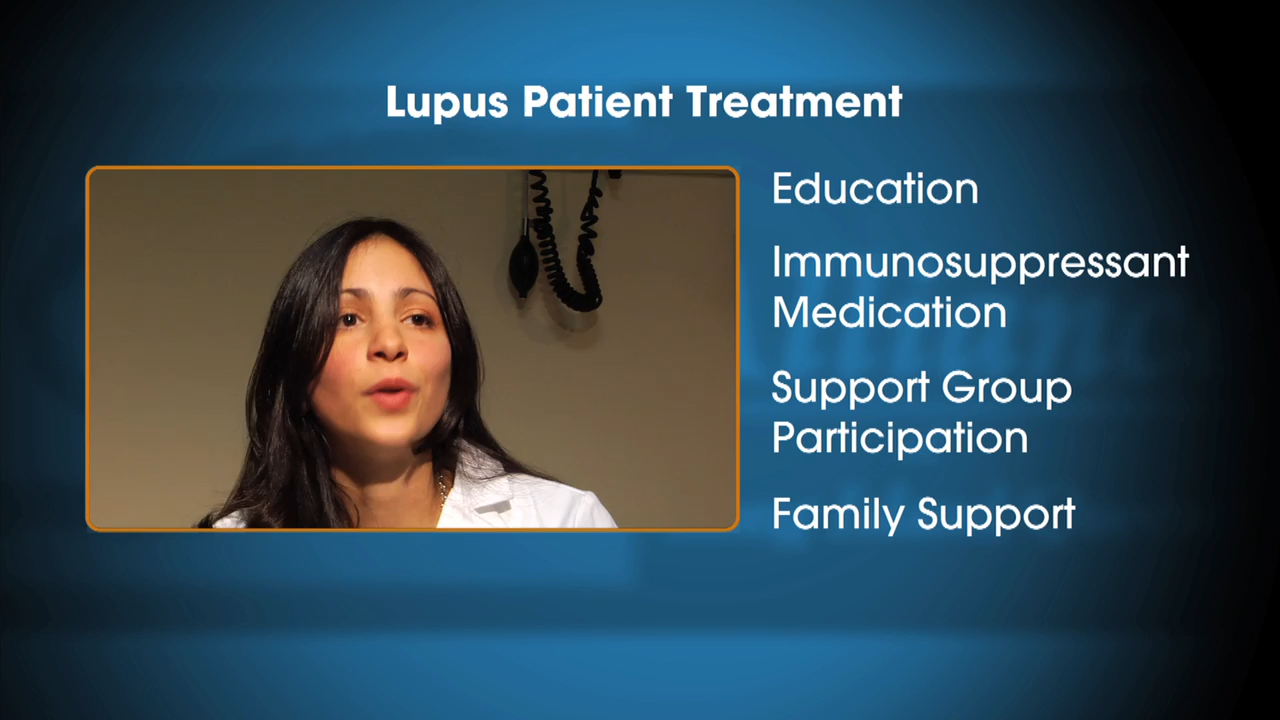 Lupus Patient Treatment
Education
Immunosuppressant
Medication
Support Group
Participation
Family Support